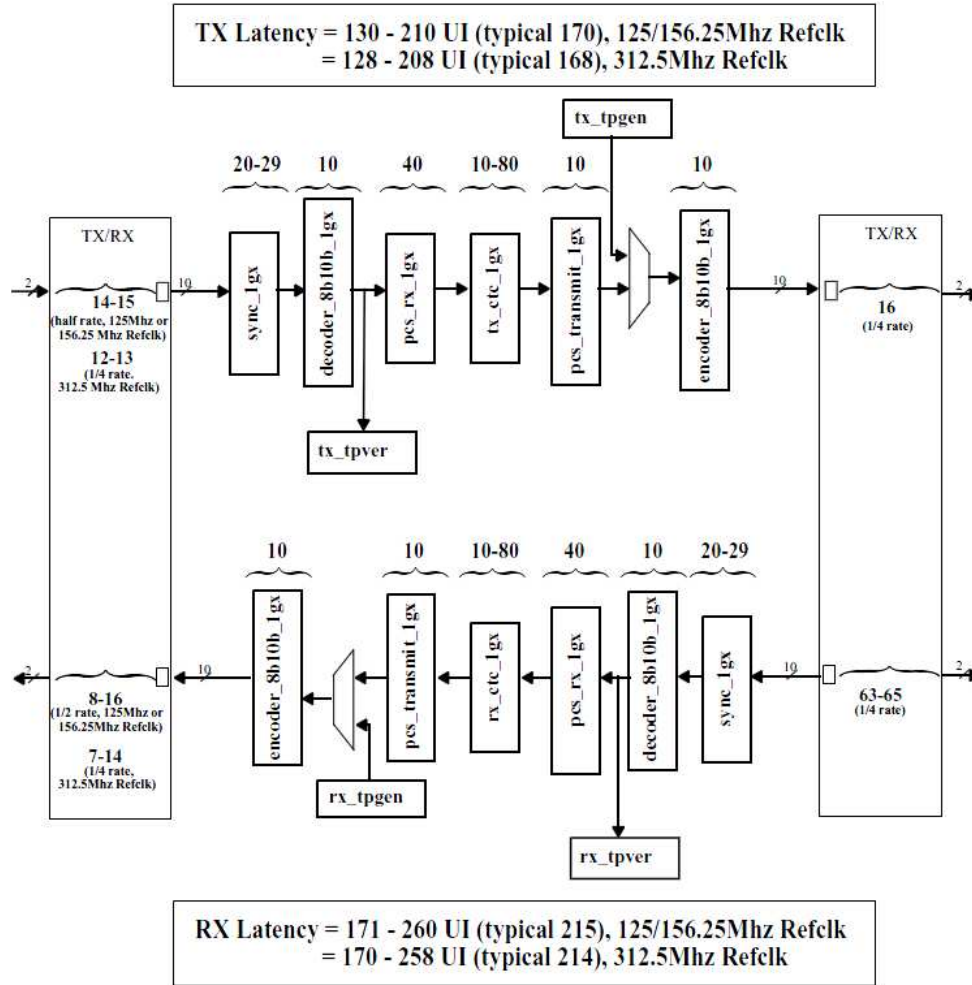 TX Latency = 130 - 210 UI (typical 170), 125/156.25Mhz Refclk
= 128 - 208 UI (typical 168), 312.5Mhz Refclk
tx_tpgen
20-29
10
40
10-80
10
10
TX/RX
TX/RX
2
14-15
(half rate, 125Mhz or
156.25 Mhz Refclk)
12-13
(1/4 rate.
312.5 Mhz Refclk)
10
sync_1gx
decoder_8b10b_1gx
pcs_rx_1gx
tx_ctc_1gx
pcs_transmit_1gx
encoder_8b10b_1gx
10
16
(1/4 rate)
2
tx_tpver
10
10
10-80
40
10
20-29
2
8-16
(1/2 rate, 125Mhz or
156.25Mhz Refclk)
7-14
(1/4 rate,
312.5Mhz Refclk)
10
encoder_8b10b_1gx
pcs_transmit_1gx
rx_ctc_1gx
pcs_rx_1gx
decoder_8b10b_1gx
sync_1gx
10
63-65
(1/4 rate)
2
rx_tpgen
rx_tpver
RX Latency = 171 - 260 UI (typical 215), 125/156.25Mhz Refclk
= 170 - 258 UI (typical 214), 312.5Mhz Refclk